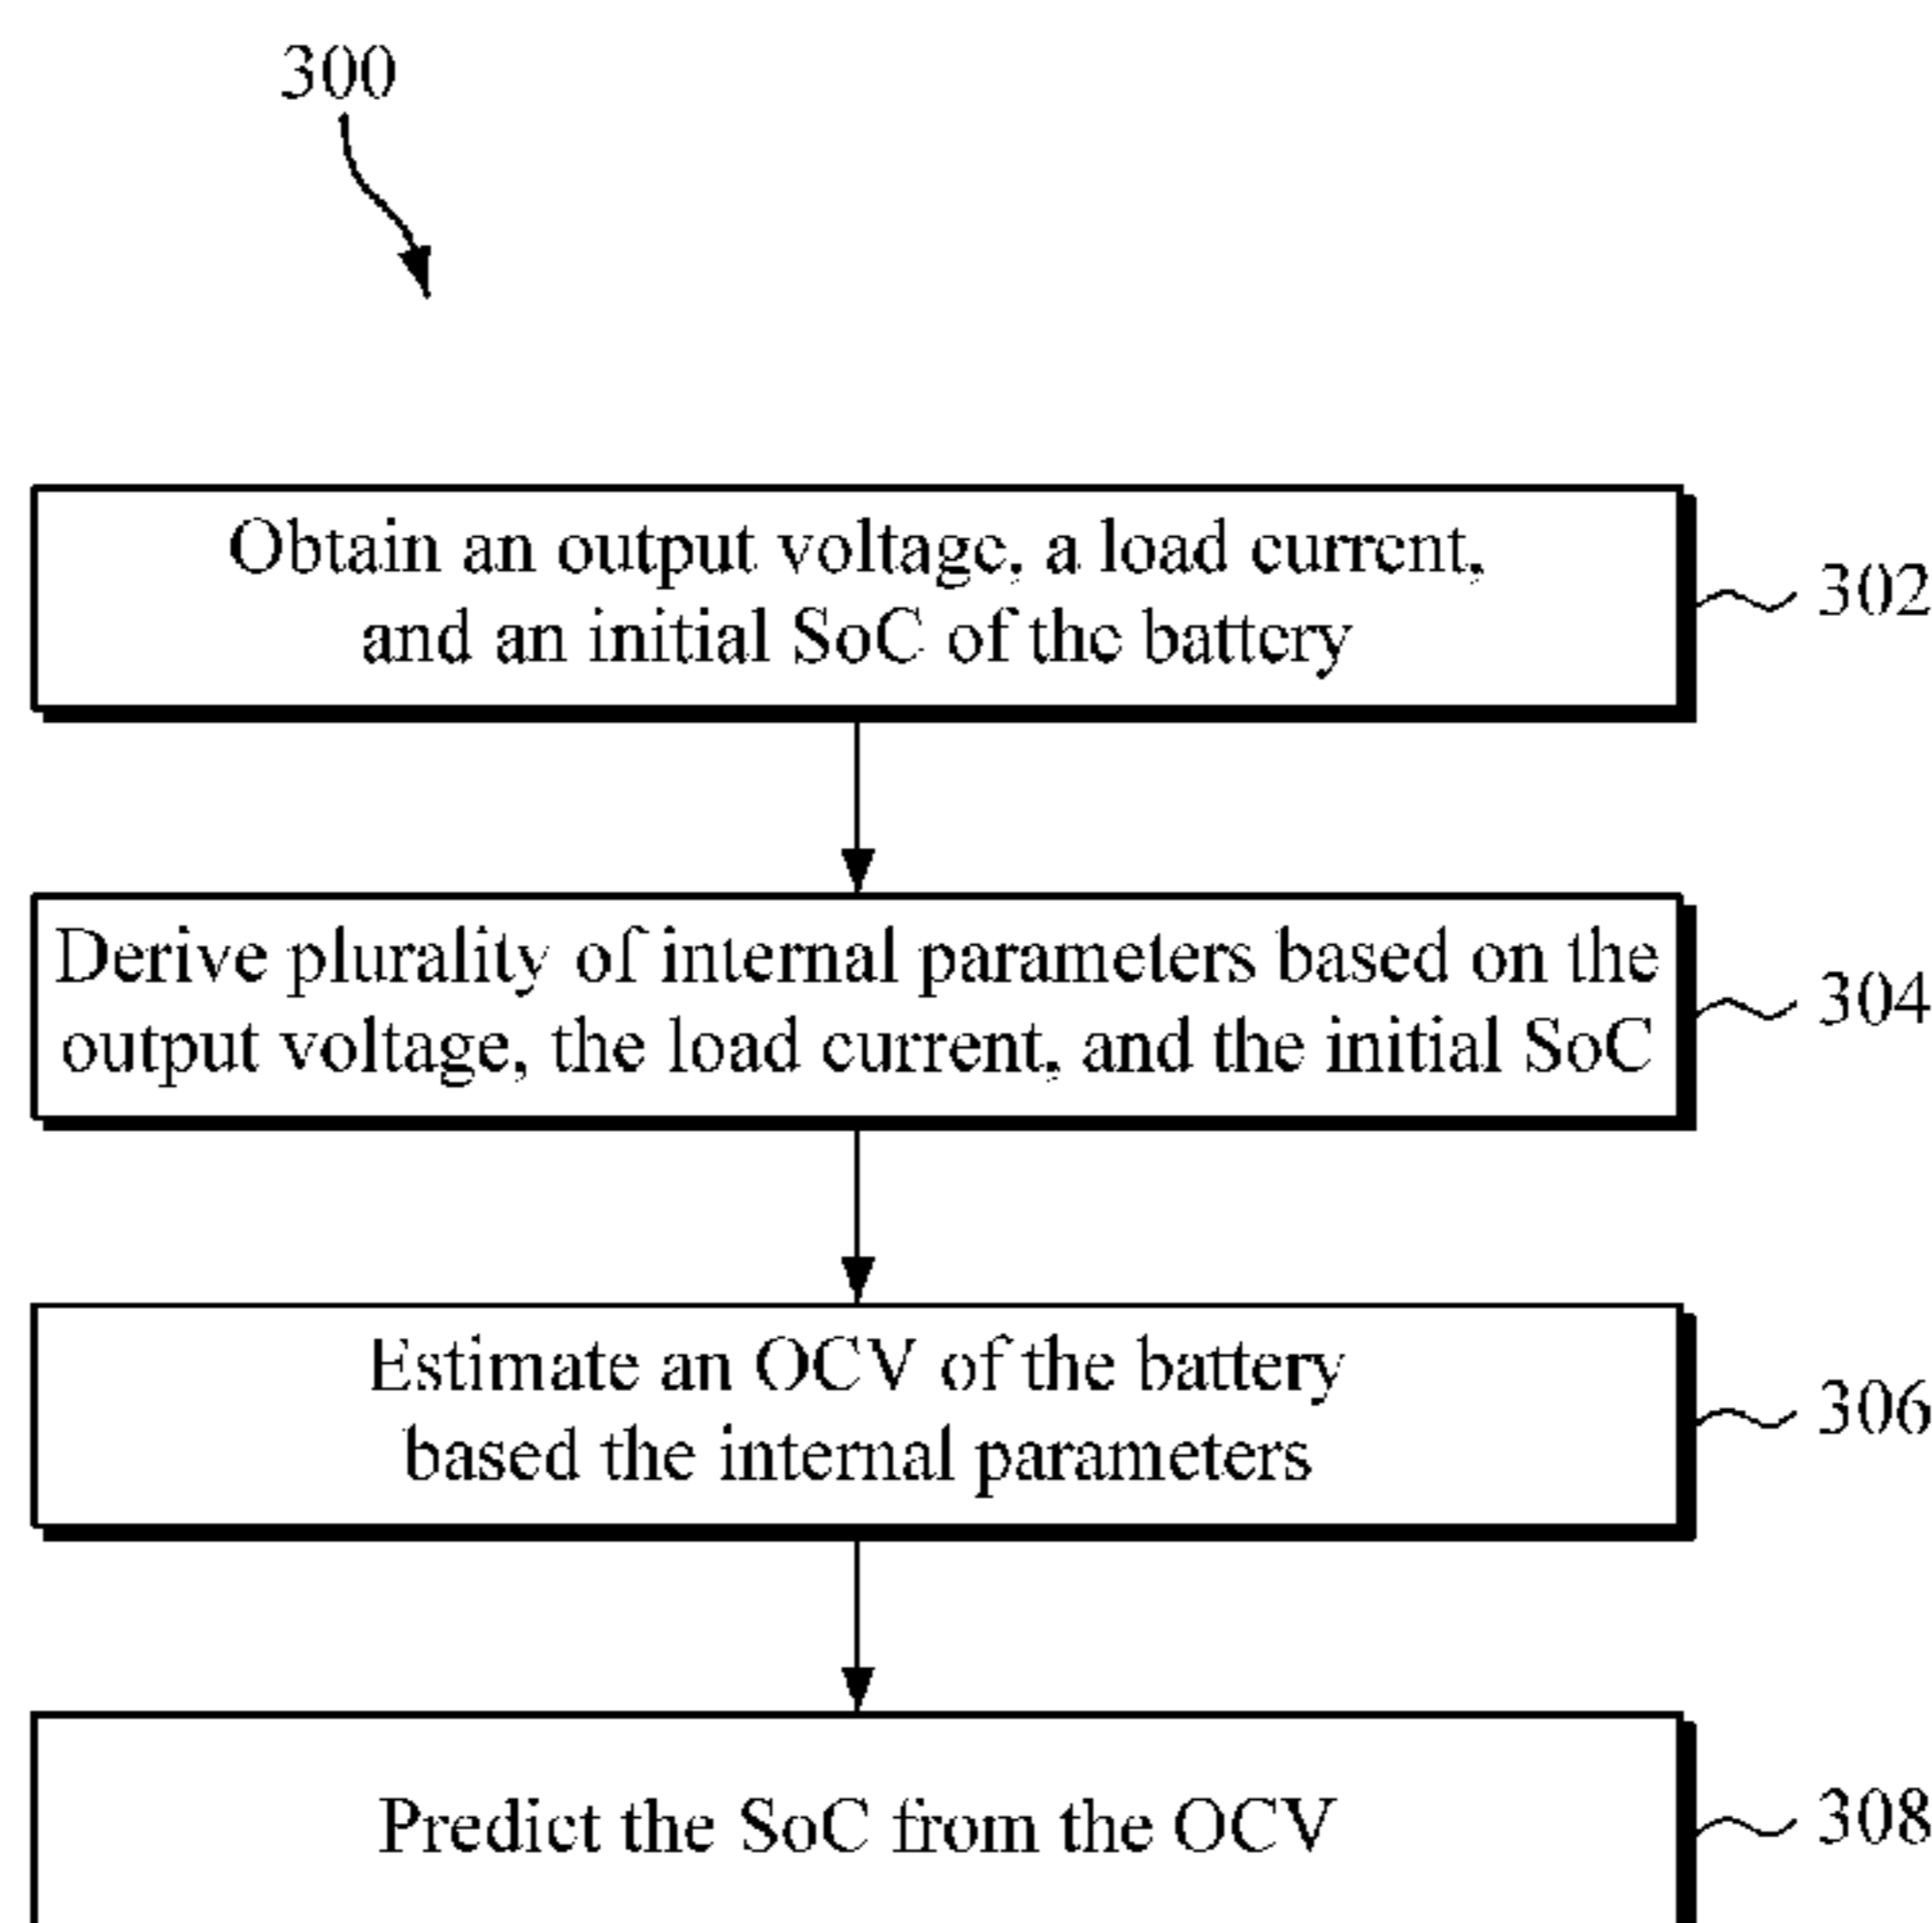 300
Obtain an output voltage, a load current,
and an initial SoC of the battery
302
Derive plurality of internal parameters based on the
output voltage, the load current, and the initial SoC
304
Estimate an OCV of the battery
based the internal parameters
306
Predict the SoC from the OCV
308